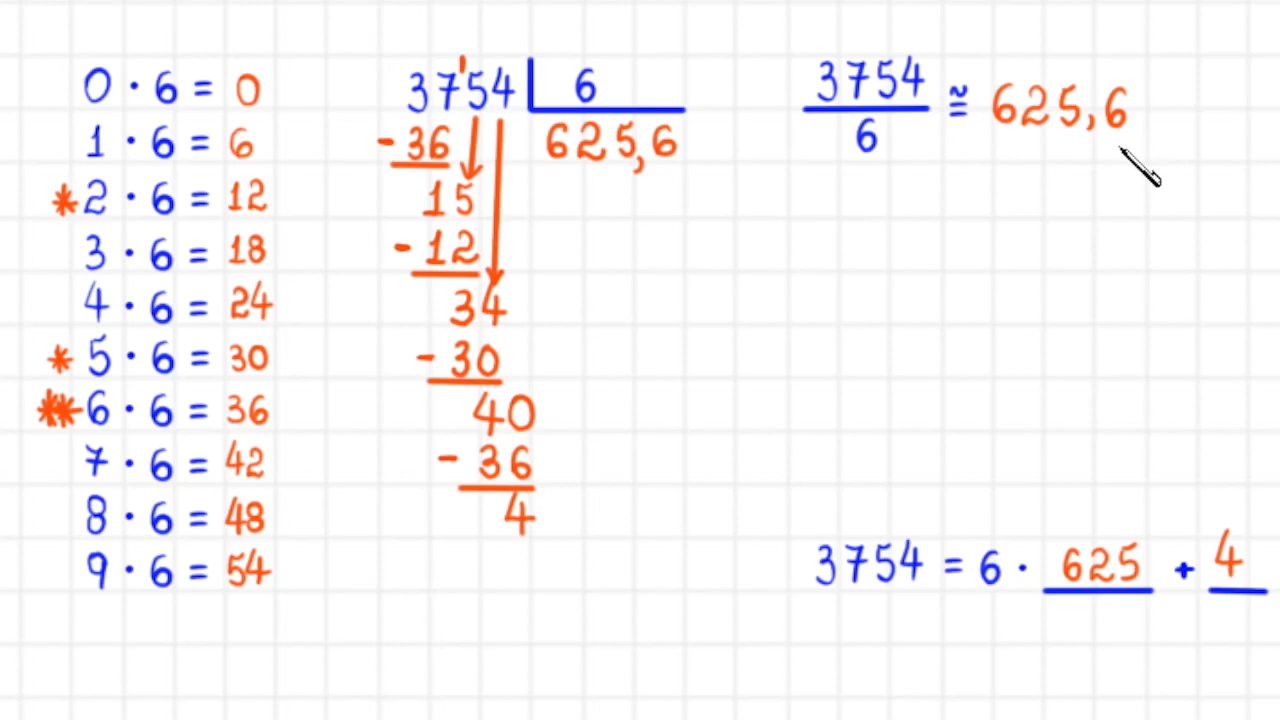 0 · 6 = 0
1 · 6 = 6
* 2 · 6 = 12
3 · 6 = 18
4 · 6 = 24
* 5 · 6 = 30
** 6 · 6 = 36
7 · 6 = 42
8 · 6 = 48
9 · 6 = 54
37'54 6
- 36 625,6
15
- 12
34
- 30
40
- 36
4
3754
6
≅ 625,6
3754 = 6 · 625 + 4